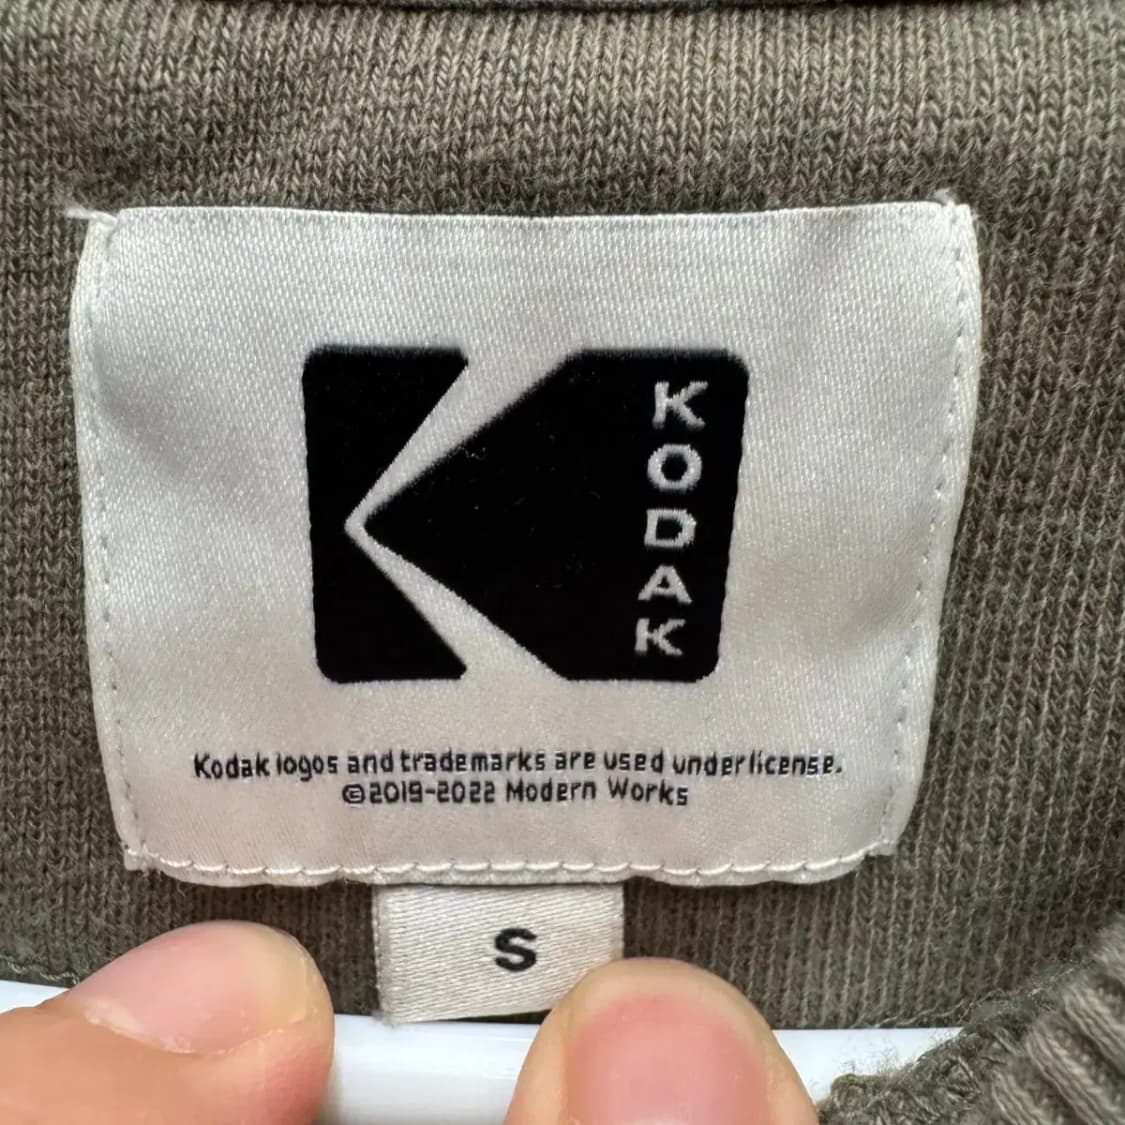 KODAK
Kodak logos and trademarks are used under license.
©2019-2022 Modern Works
S